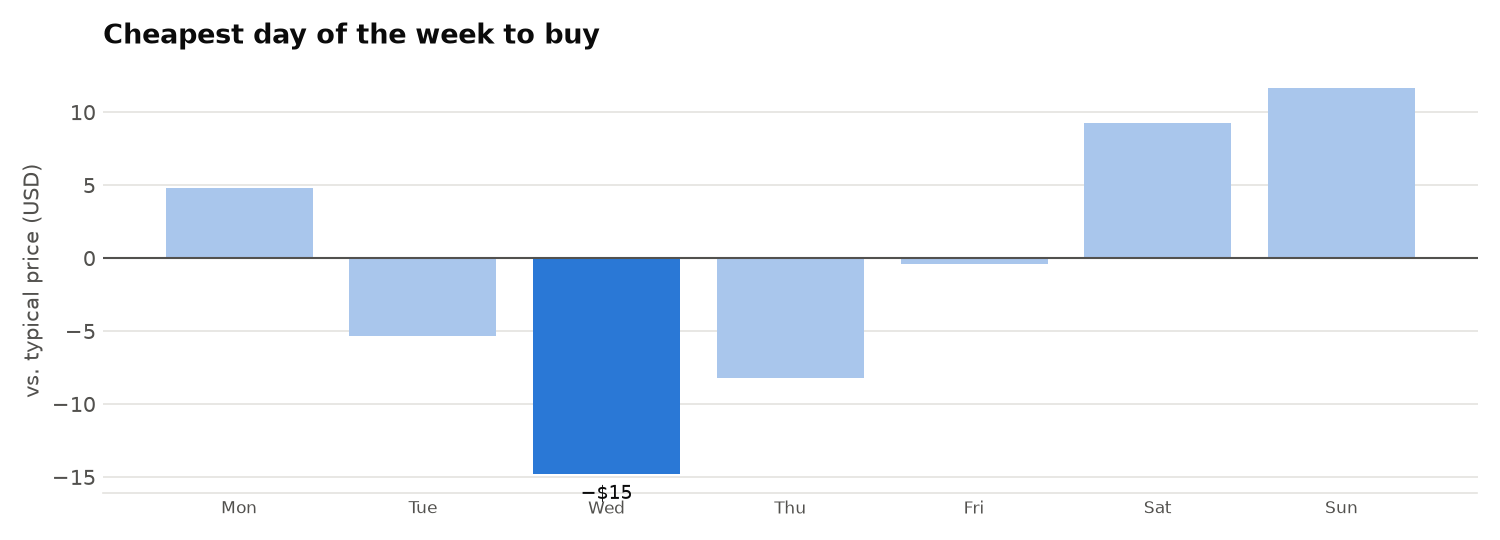 Cheapest day of the week to buy
vs. typical price (USD)
10
5
0
−5
−10
−15
−$15
Mon Tue Wed Thu Fri Sat Sun